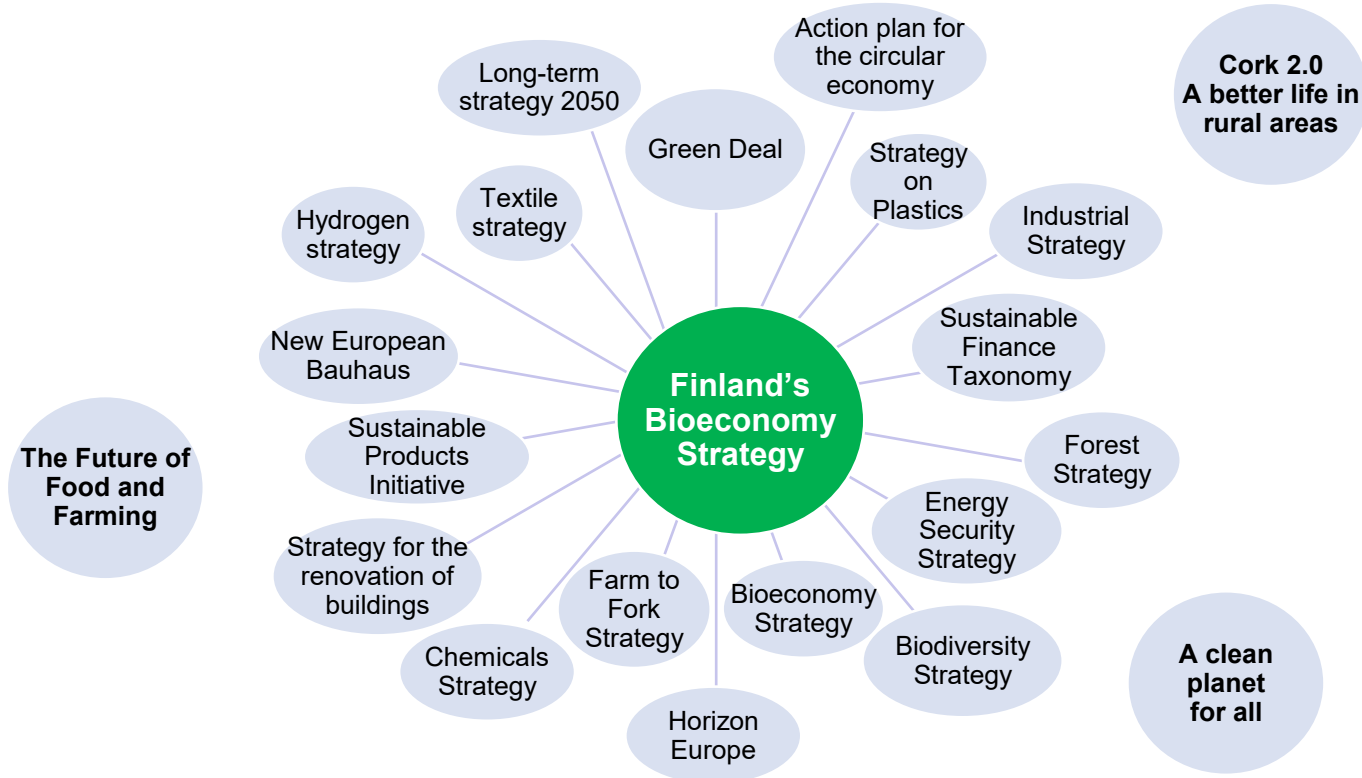 Action plan for
the circular
economy
Cork 2.0
A better life in
rural areas
Long-term
strategy 2050
Green Deal
Strategy
on
Plastics
Textile
strategy
Hydrogen
strategy
Industrial
Strategy
New European
Bauhaus
Sustainable
Finance
Taxonomy
Finland’s
Bioeconomy
Strategy
Sustainable
Products
Initiative
The Future of
Food and
Farming
Forest
Strategy
Energy
Security
Strategy
Strategy for the
renovation of
buildings
Farm to
Fork
Strategy
Bioeconomy
Strategy
Chemicals
Strategy
Biodiversity
Strategy
A clean
planet
for all
Horizon
Europe